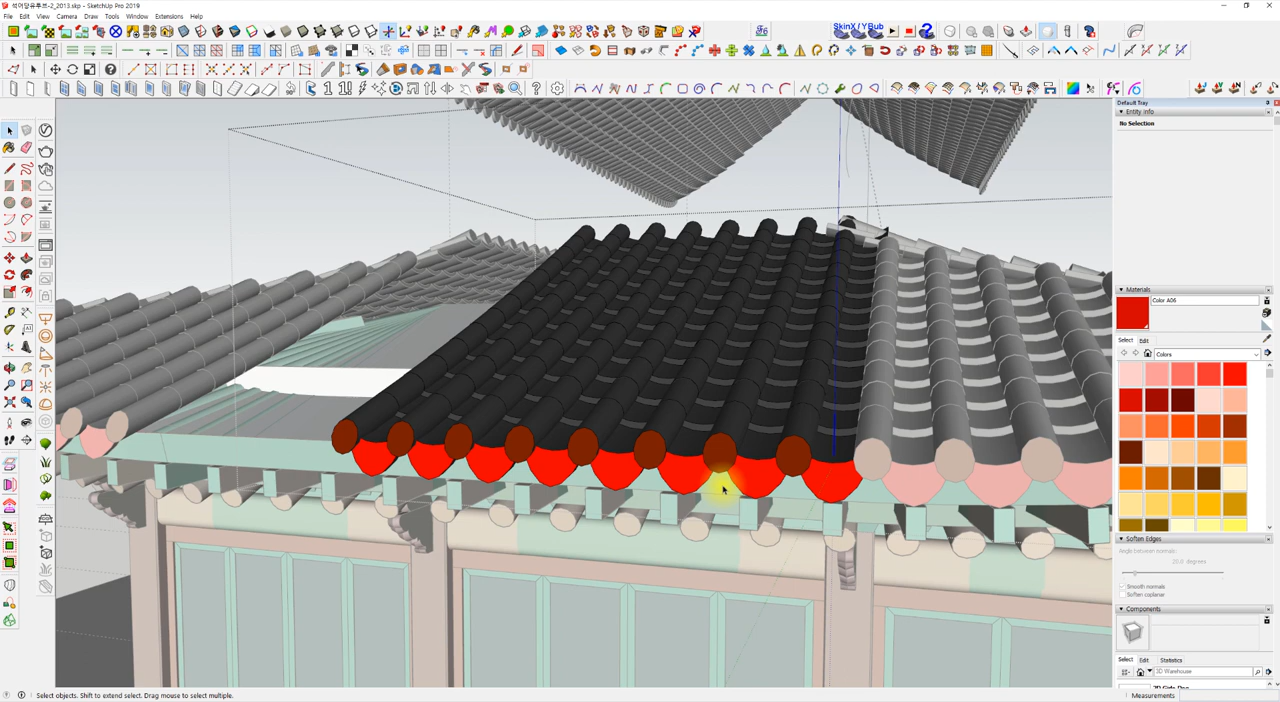 석어당유투브-2_2013.skp - SketchUp Pro 2019
File Edit View Camera Draw Tools Window Extensions Help
SkinX/YBub
Default Tray
Entity Info
No Selection
Materials
Color A06
Select Edit
Colors
Soften Edges
Angle between normals:
20.0 degrees
Smooth normals
Soften coplanar
Components
Select Edit Statistics
3D Warehouse
Select objects. Shift to extend select. Drag mouse to select multiple.
Measurements